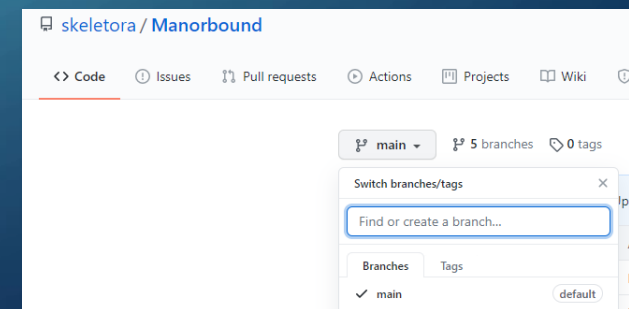 skeletora / Manorbound
Code Issues Pull requests Actions Projects Wiki
main 5 branches 0 tags
Switch branches/tags
Find or create a branch...
Branches Tags
main default